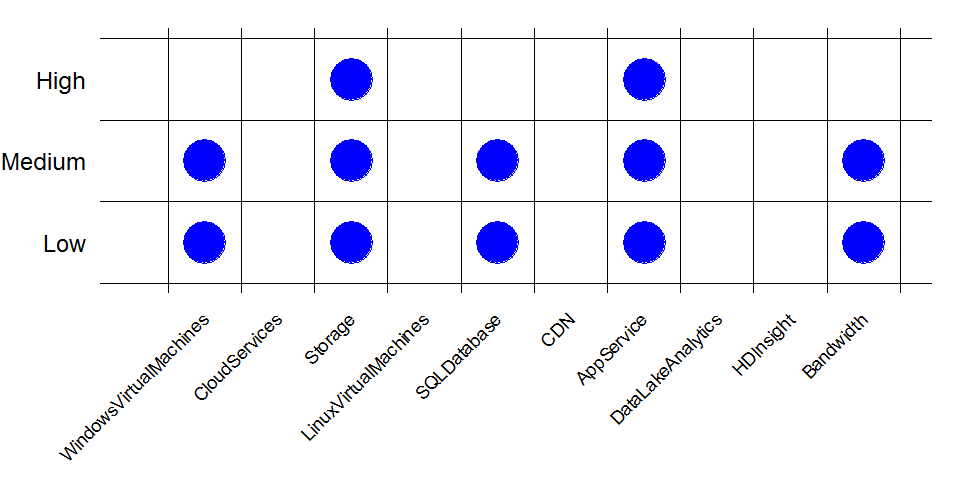 High
Medium
Low
WindowsVirtualMachines
CloudServices
Storage
LinuxVirtualMachines
SQLDatabase
CDN
AppService
DataLakeAnalytics
HDInsight
Bandwidth